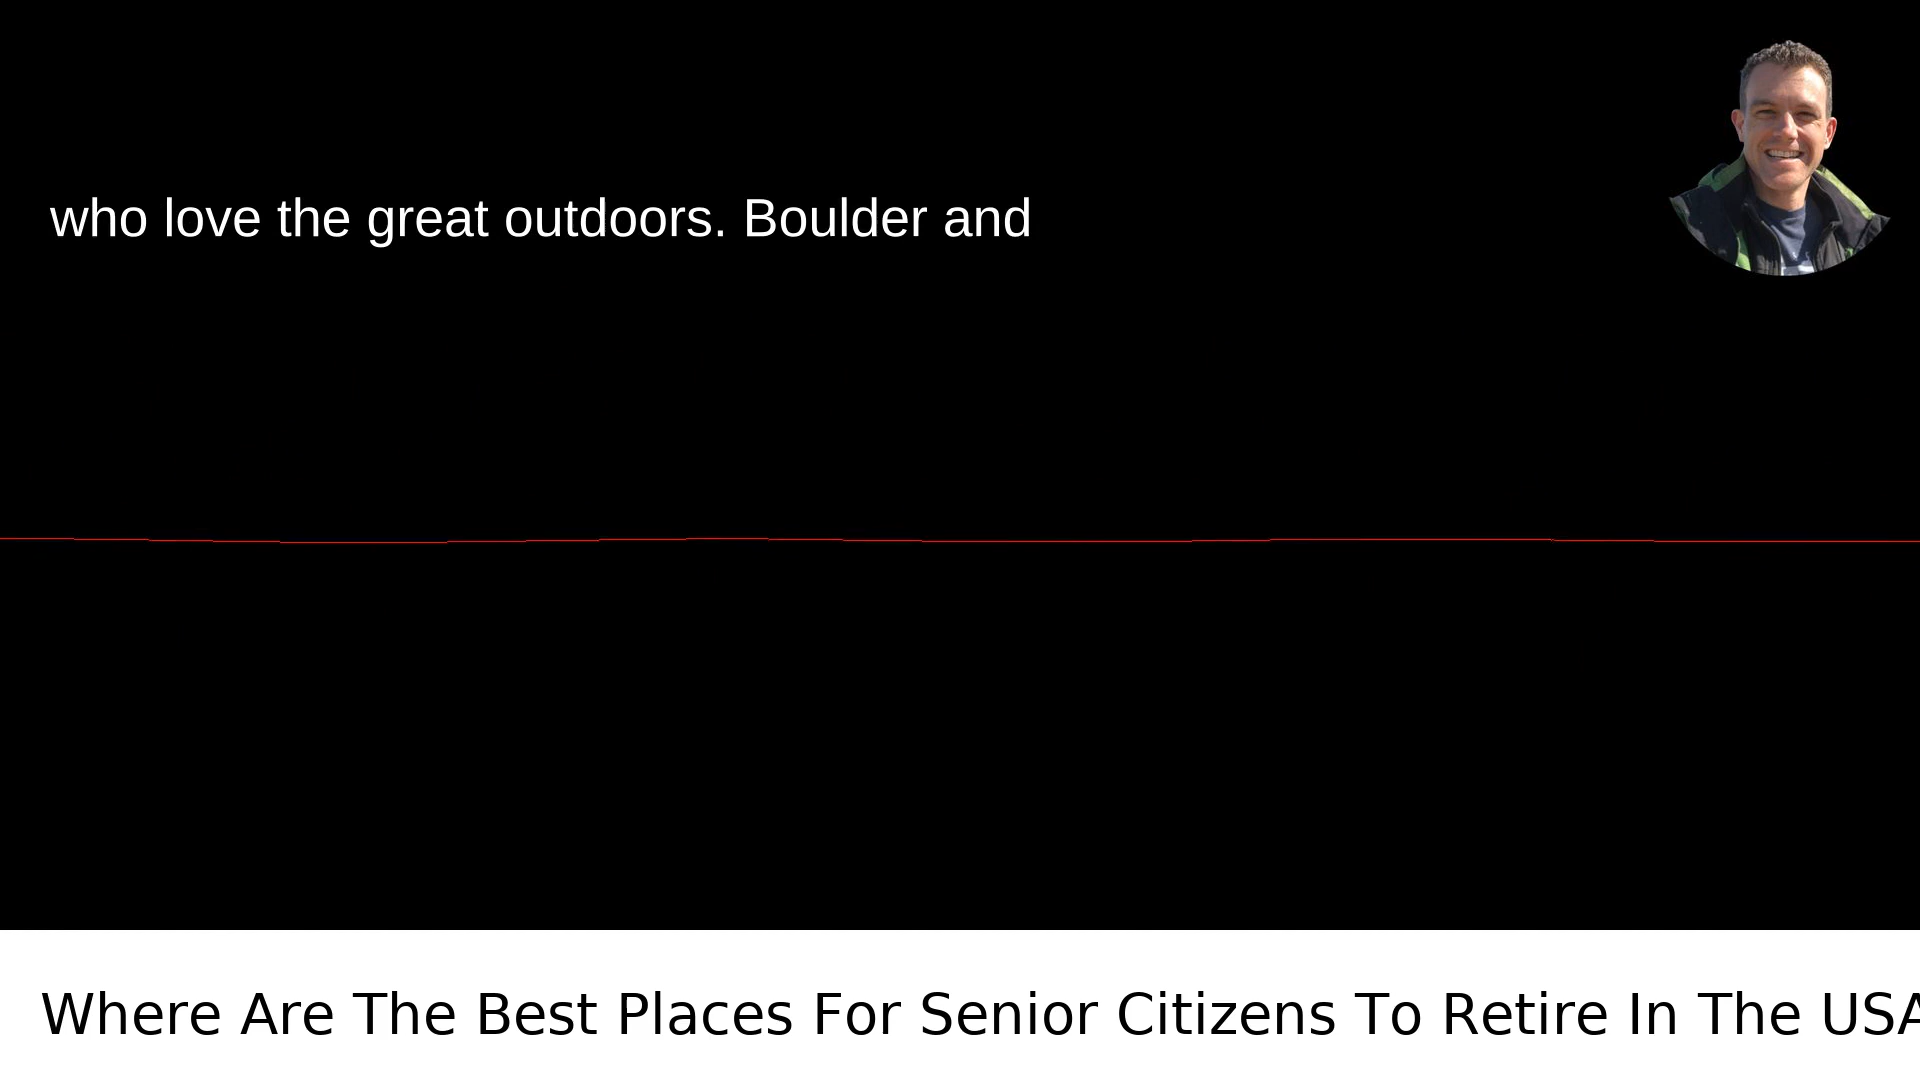 who love the great outdoors. Boulder and
Where Are The Best Places For Senior Citizens To Retire In The USA